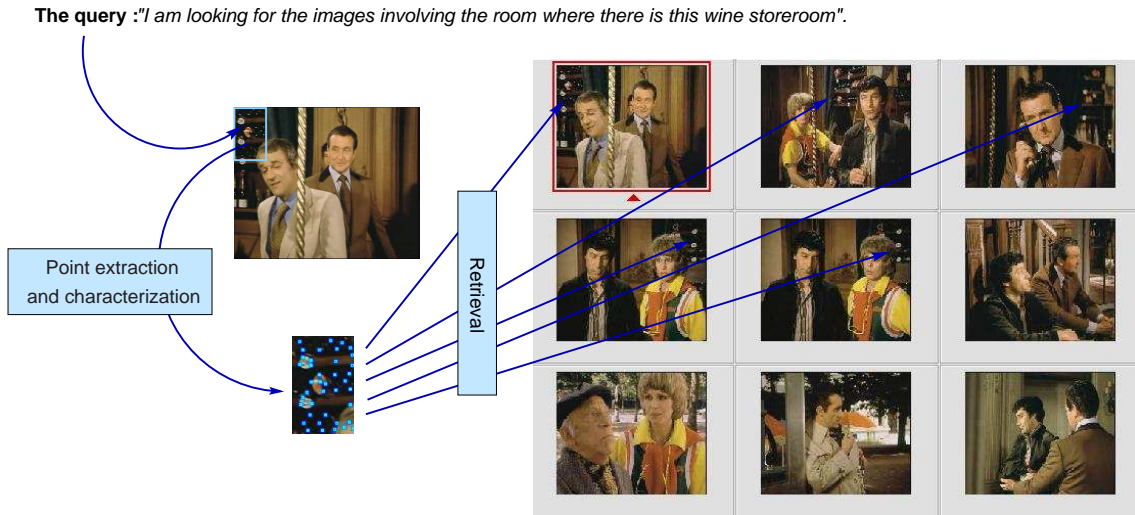 The query :"I am looking for the images involving the room where there is this wine storeroom".
Point extraction
and characterization
Retrieval